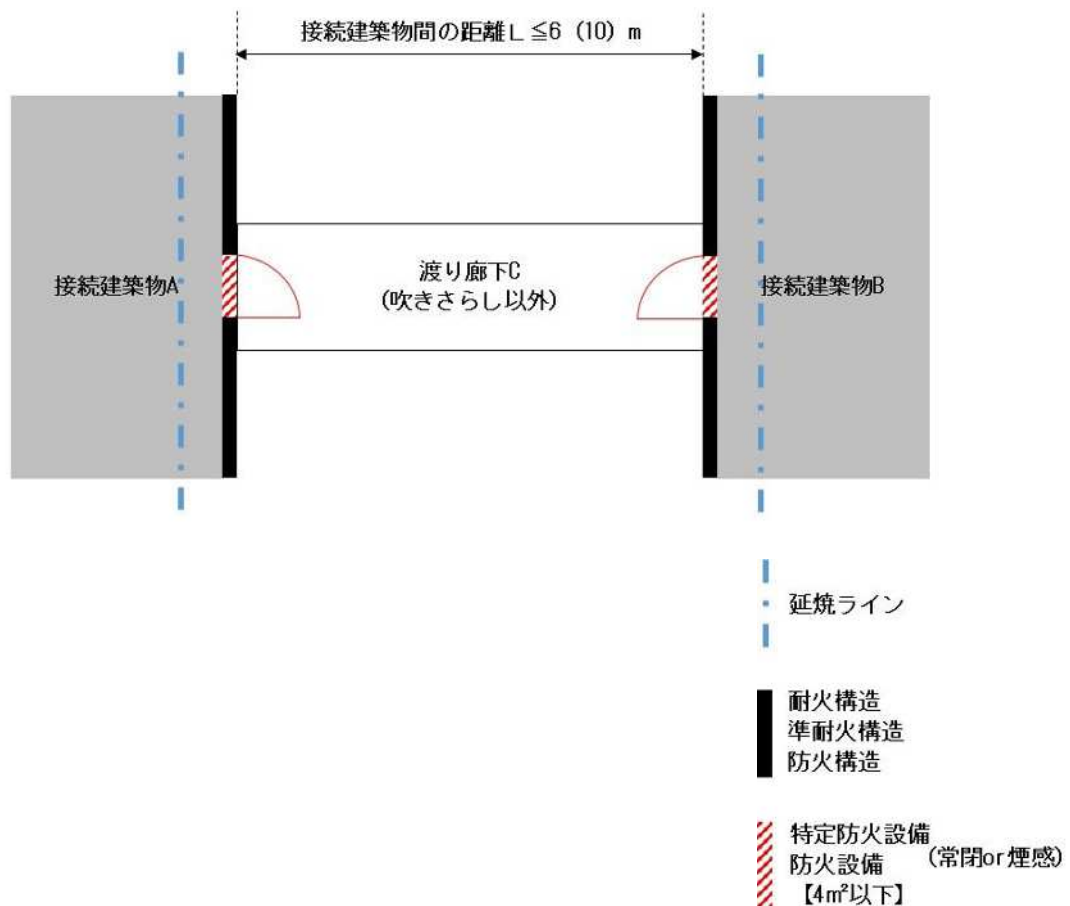 接続建築物間の距離L≦6 (10) m
接続建築物A
渡り廊下C
(吹きさらし以外)
接続建築物B
延焼ライン
耐火構造
準耐火構造
防火構造
特定防火設備
防火設備
(常閉or煙感)
【4㎡以下】